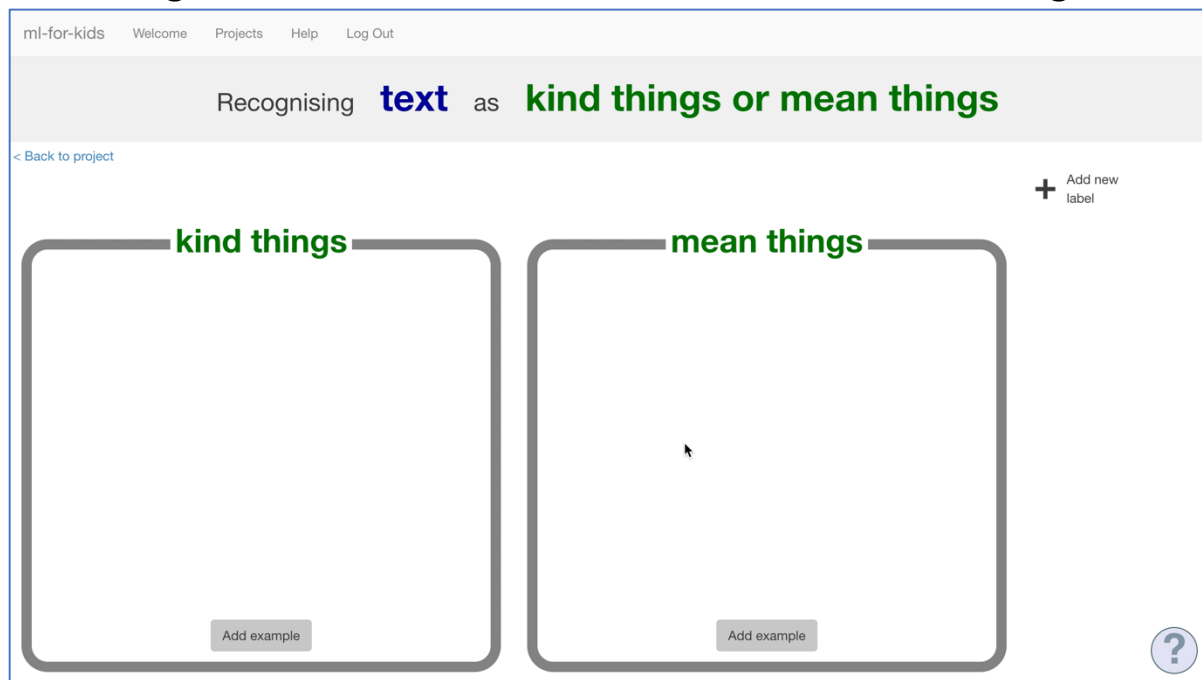 ml-for-kids Welcome Projects Help Log Out
Recognising text as kind things or mean things
< Back to project
Add new
label
kind things
mean things
Add example
Add example
?